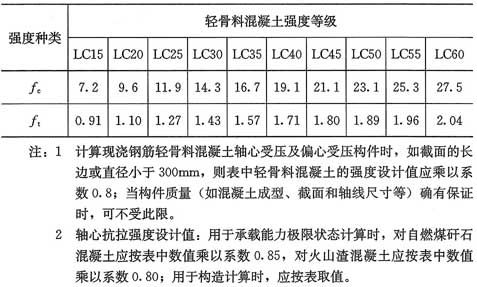 强度种类 轻骨料混凝土强度等级
LC15 LC20 LC25 LC30 LC35 LC40 LC45 LC50 LC55 LC60
fc 7.2 9.6 11.9 14.3 16.7 19.1 21.1 23.1 25.3 27.5
ft 0.91 1.10 1.27 1.43 1.57 1.71 1.80 1.89 1.96 2.04
注：1 计算现浇钢筋轻骨料混凝土轴心受压及偏心受压构件时，如截面的长
边或直径小于300mm，则表中轻骨料混凝土的强度设计值应乘以系
数0.8；当构件质量（如混凝土成型、截面和轴线尺寸等）确有保证
时，可不受此限。
2 轴心抗拉强度设计值：用于承载能力极限状态计算时，对自燃煤矸石
混凝土应按表中数值乘以系数0.85，对火山渣混凝土应按表中数值
乘以系数0.80；用于构造计算时，应按表取值。